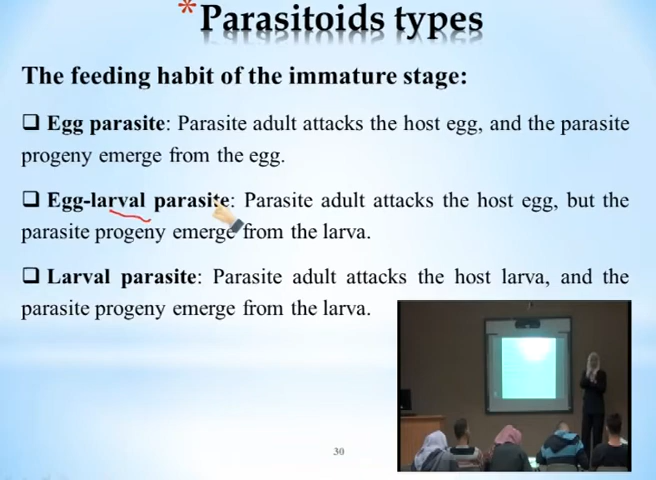 * Parasitoids types
The feeding habit of the immature stage:
❑ Egg parasite: Parasite adult attacks the host egg, and the parasite
progeny emerge from the egg.
❑ Egg-larval parasite: Parasite adult attacks the host egg, but the
parasite progeny emerge from the larva.
❑ Larval parasite: Parasite adult attacks the host larva, and the
parasite progeny emerge from the larva.
30